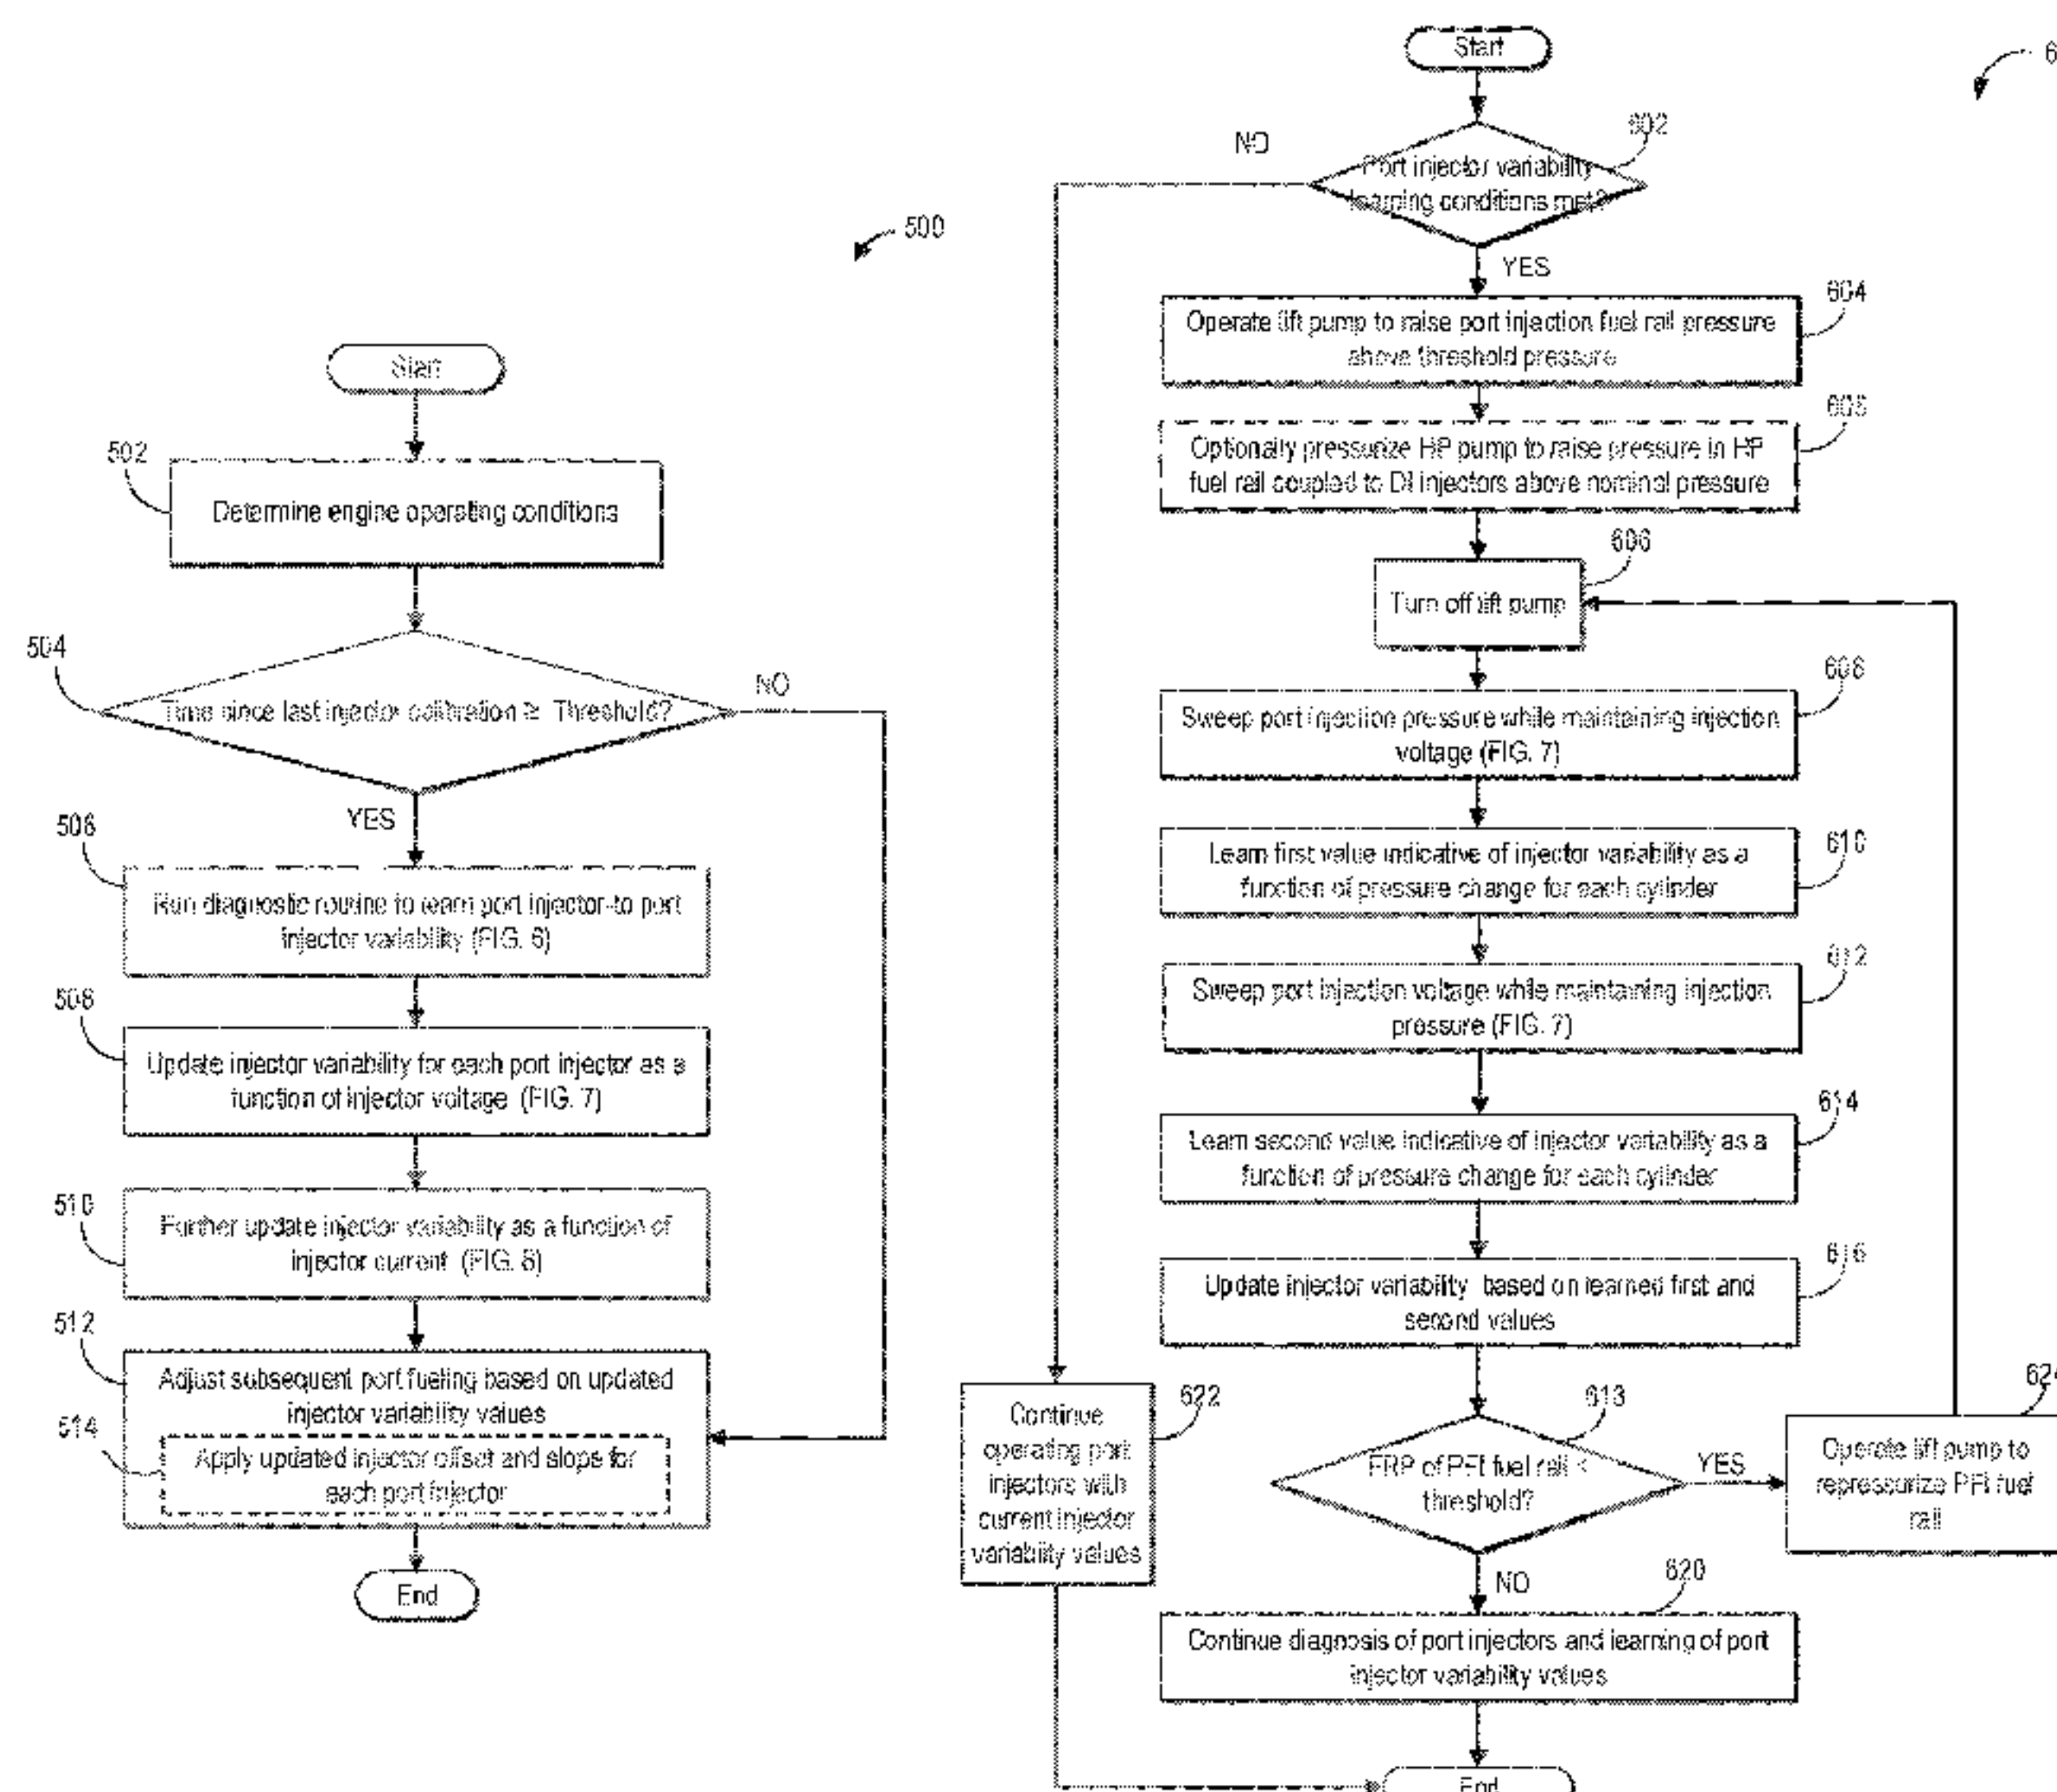 500
Start
502
Determine engine operating conditions
504
Time since last injector calibration ≥ Threshold?
NO
YES
506
Run diagnostic routine to learn port injector-to port
injector variability (FIG. 6)
508
Update injector variability for each port injector as a
function of injector voltage (FIG. 7)
510
Further update injector variability as a function of
injector current (FIG. 8)
512
Adjust subsequent port fueling based on updated
injector variability values
514
Apply updated injector offset and slope for
each port injector
End
6
Start
602
Port injector variability
learning conditions met?
NO
YES
604
Operate lift pump to raise port injection fuel rail pressure
above threshold pressure
605
Optionally pressurize HP pump to raise pressure in HP
fuel rail coupled to DI injectors above nominal pressure
606
Turn off lift pump
608
Sweep port injection pressure while maintaining injection
voltage (FIG. 7)
610
Learn first value indicative of injector variability as a
function of pressure change for each cylinder
612
Sweep port injection voltage while maintaining injection
pressure (FIG. 7)
614
Learn second value indicative of injector variability as a
function of pressure change for each cylinder
616
Update injector variability based on learned first and
second values
618
FRP of PFI fuel rail <
threshold?
YES
624
Operate lift pump to
repressurize PFI fuel
rail
622
Continue
operating port
injectors with
current injector
variability values
NO
620
Continue diagnosis of port injectors and learning of port
injector variability values
End